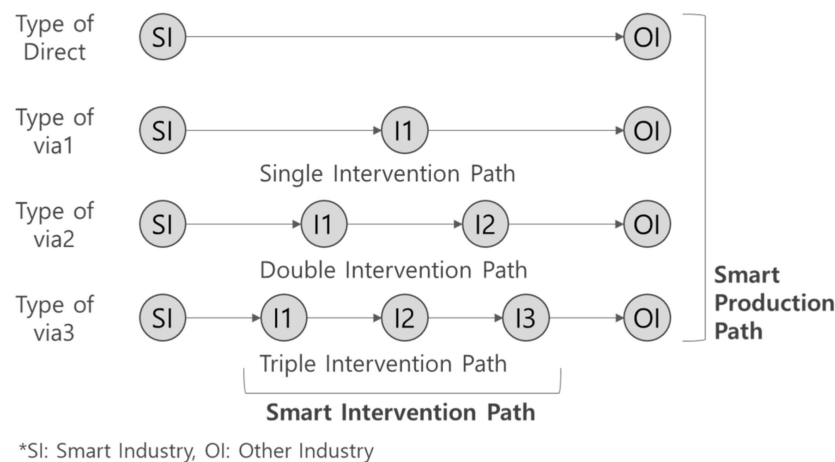 Type of
Direct
SI
OI
Type of
via1
SI
I1
OI
Single Intervention Path
Type of
via2
SI
I1
I2
OI
Double Intervention Path
Type of
via3
SI
I1
I2
I3
OI
Triple Intervention Path
Smart
Production
Path
Smart Intervention Path
*SI: Smart Industry, OI: Other Industry